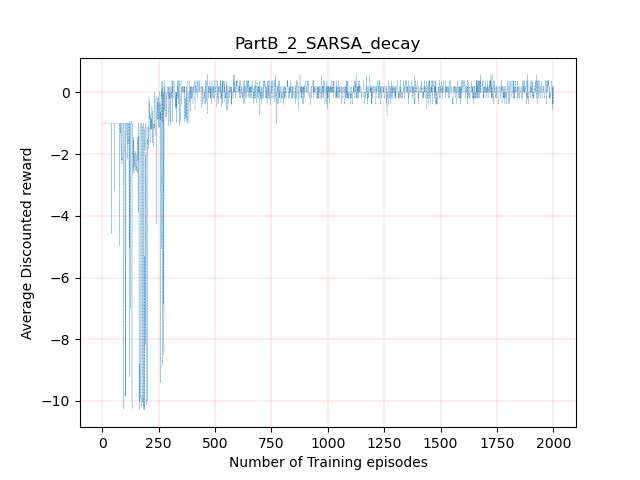 PartB_2_SARSA_decay
Average Discounted reward
0
−2
−4
−6
−8
−10
0 250 500 750 1000 1250 1500 1750 2000
Number of Training episodes